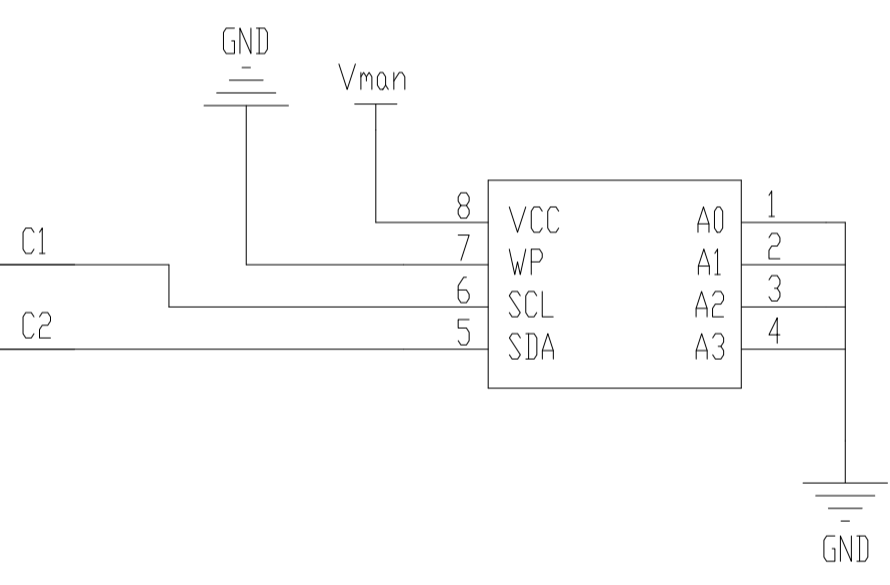 GND
Vman
8 VCC A0 1
C1 7 WP A1 2
6 SCL A2 3
C2 5 SDA A3 4
GND